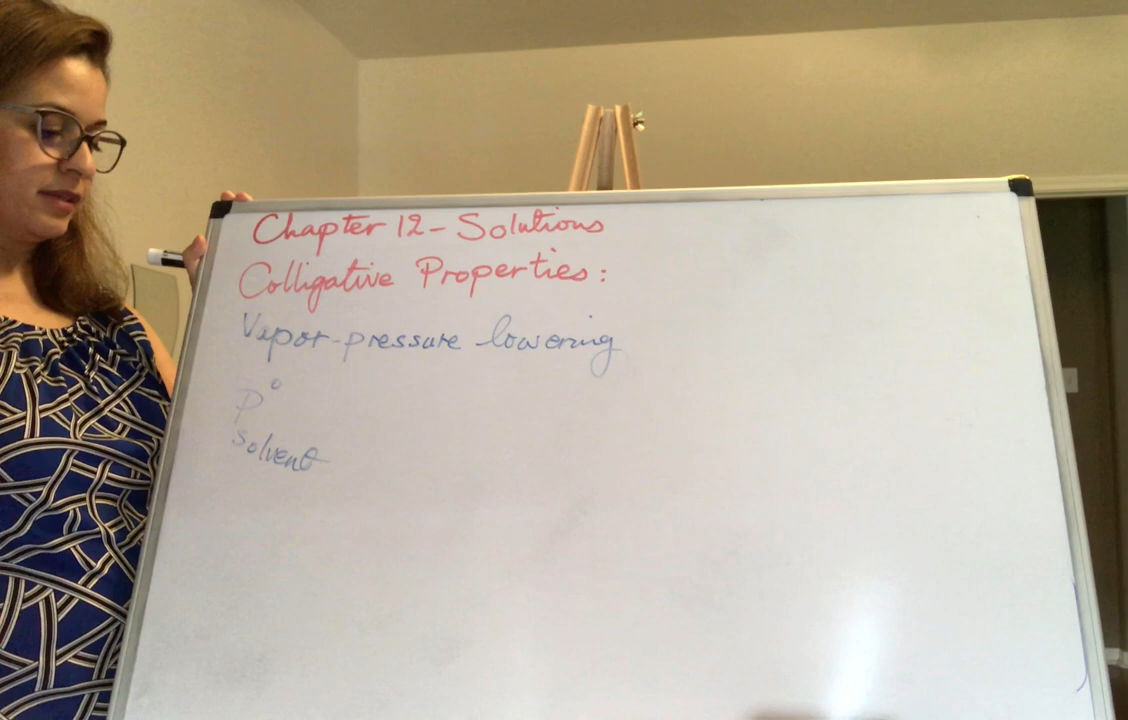 Chapter 12 - Solutions
Colligative Properties:
Vapor-pressure lowering
P°
solvent